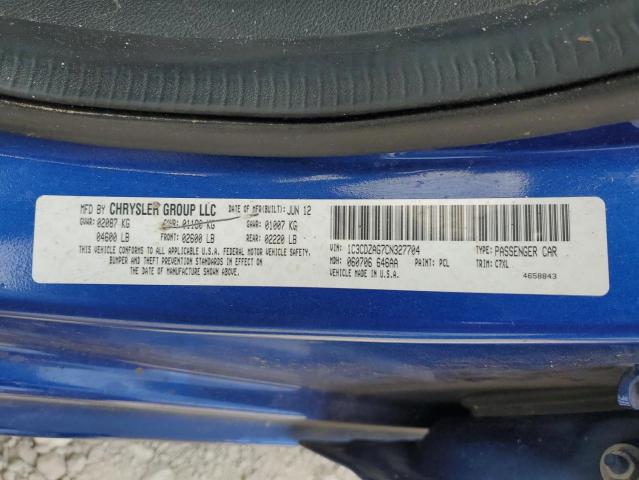 MFD BY CHRYSLER GROUP LLC DATE OF MFR(BUILT): JUN 12
GVWR: 02087 KG GAWR: 01180 KG GAWR: 01007 KG
04600 LB FRONT: 02600 LB REAR: 02220 LB
THIS VEHICLE CONFORMS TO ALL APPLICABLE U.S.A. FEDERAL MOTOR VEHICLE SAFETY,
BUMPER AND THEFT PREVENTION STANDARDS IN EFFECT ON
THE DATE OF MANUFACTURE SHOWN ABOVE.
VIN: 1C3CDZAG7CN327704 TYPE: PASSENGER CAR
MDH: 060706 646AA PAINT: PCL TRIM: C7XL
VEHICLE MADE IN U.S.A. 4658843